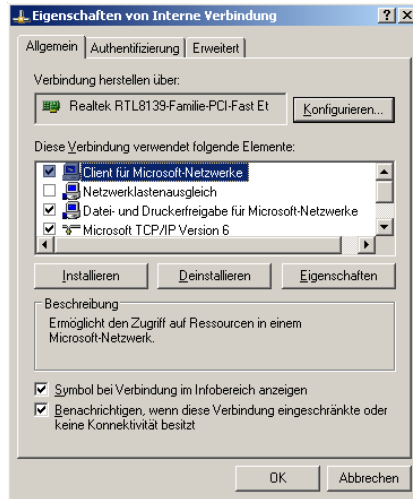 Eigenschaften von Interne Verbindung
Allgemein Authentifizierung Erweitert
Verbindung herstellen über:
Realtek RTL8139-Familie-PCI-Fast Et Konfigurieren...
Diese Verbindung verwendet folgende Elemente:
Client für Microsoft-Netzwerke
Netzwerklastenausgleich
Datei- und Druckerfreigabe für Microsoft-Netzwerke
Microsoft TCP/IP Version 6
Installieren Deinstallieren Eigenschaften
Beschreibung
Ermöglicht den Zugriff auf Ressourcen in einem
Microsoft-Netzwerk.
Symbol bei Verbindung im Infobereich anzeigen
Benachrichtigen, wenn diese Verbindung eingeschränkte oder
keine Konnektivität besitzt
OK Abbrechen